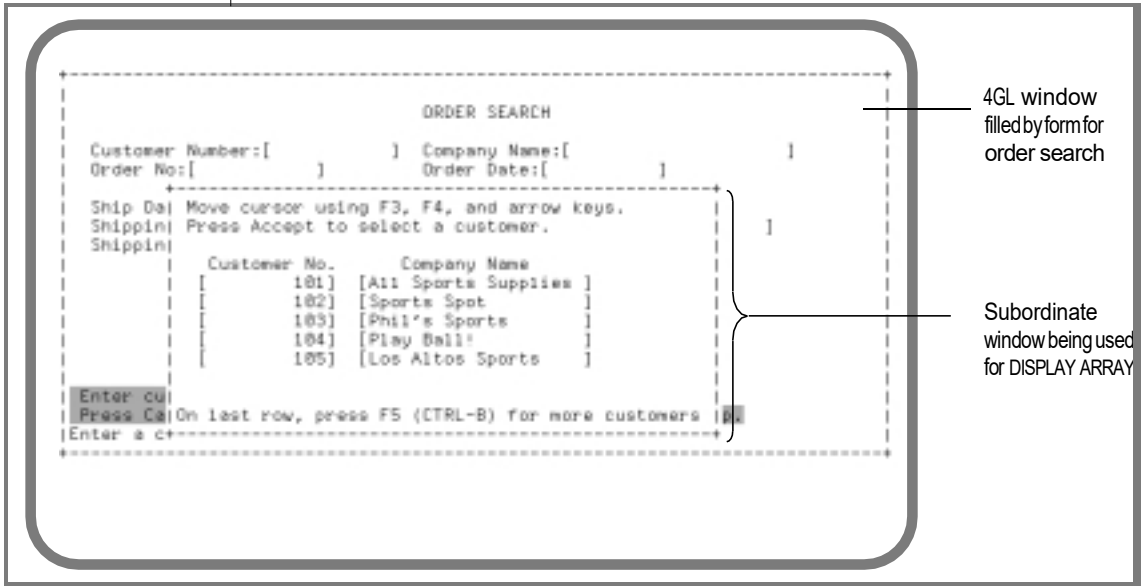 ORDER SEARCH
Customer Number:[ ] Company Name:[ ]
Order No:[ ] Order Date:[ ]
Ship Da
Shippin ]
Shippin
Move cursor using F3, F4, and arrow keys.
Press Accept to select a customer.
Customer No. Company Name
[ 101] [All Sports Supplies ]
[ 102] [Sports Spot ]
[ 103] [Phil's Sports ]
[ 104] [Play Ball! ]
[ 105] [Los Altos Sports ]
On last row, press F5 (CTRL-B) for more customers
Enter cu
Press Ca p.
Enter a c
4GL window
filled by form for
order search
Subordinate
window being used
for DISPLAY ARRAY